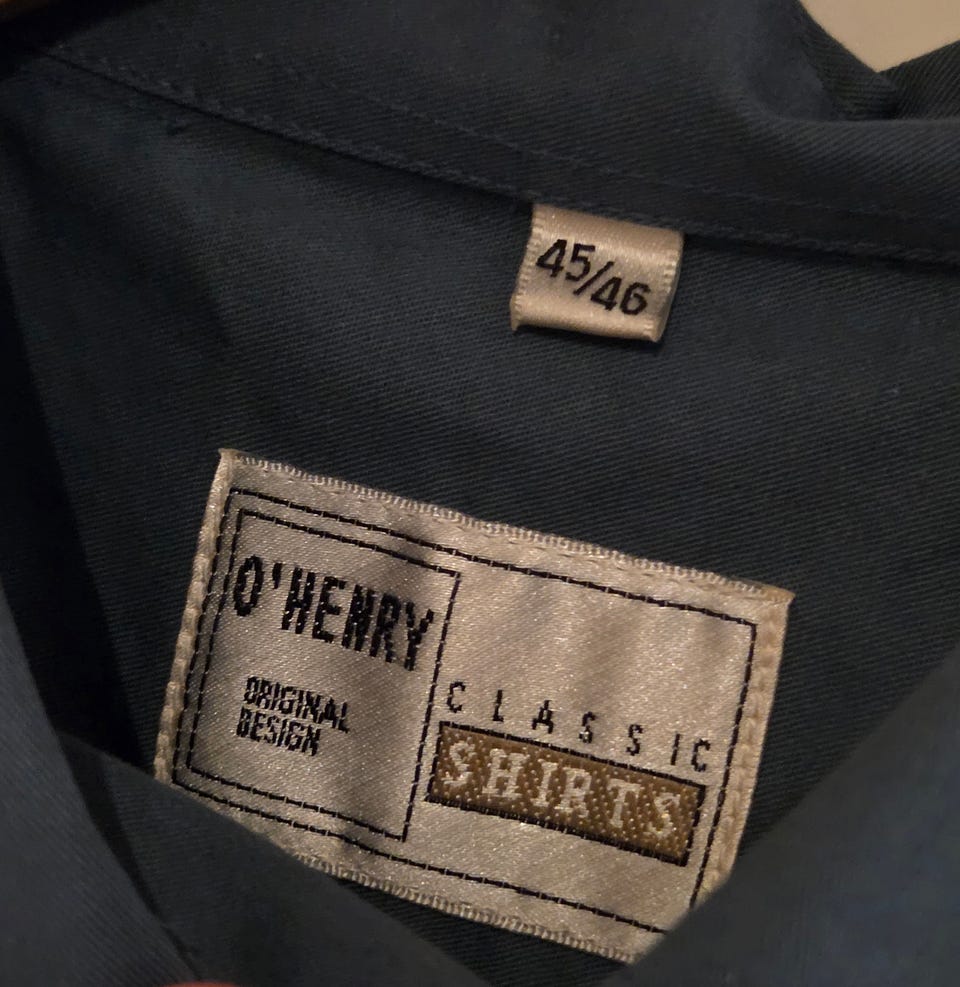 45/46
O'HENRY
ORIGINAL
DESIGN
CLASSIC
SHIRTS